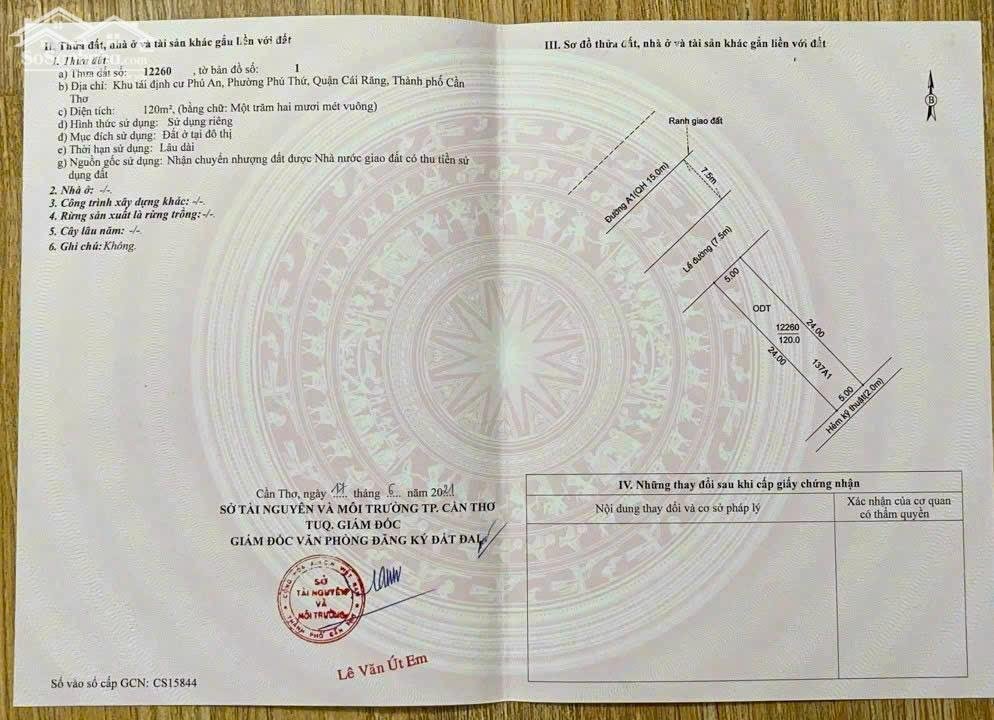 II. Thửa đất, nhà ở và tài sản khác gắn liền với đất
1. Thửa đất:
a) Thửa đất số: 12260 , tờ bản đồ số: 1
b) Địa chỉ: Khu tái định cư Phú An, Phường Phú Thứ, Quận Cái Răng, Thành phố Cần
Thơ
c) Diện tích: 120m², (bằng chữ: Một trăm hai mươi mét vuông)
d) Hình thức sử dụng: Sử dụng riêng
đ) Mục đích sử dụng: Đất ở tại đô thị
e) Thời hạn sử dụng: Lâu dài
g) Nguồn gốc sử dụng: Nhận chuyển nhượng đất được Nhà nước giao đất có thu tiền sử
dụng đất
2. Nhà ở: -/-.
3. Công trình xây dựng khác: -/-.
4. Rừng sản xuất là rừng trồng:-/-.
5. Cây lâu năm: -/-.
6. Ghi chú: Không.
Cần Thơ, ngày 17 tháng 6 năm 2021
SỞ TÀI NGUYÊN VÀ MÔI TRƯỜNG TP. CẦN THƠ
TUQ. GIÁM ĐỐC
GIÁM ĐỐC VĂN PHÒNG ĐĂNG KÝ ĐẤT ĐAI
SỞ
TÀI NGUYÊN
VÀ
MÔI TRƯỜNG
THÀNH PHỐ CẦN THƠ
Lê Văn Út Em
Số vào sổ cấp GCN: CS15844
III. Sơ đồ thửa đất, nhà ở và tài sản khác gắn liền với đất
B
Ranh giao đất
7.5m
Đường A1(QH 15.0m)
Lề đường (7.5m)
5.00
ODT
12260
120.0
24.00
24.00
137A1
5.00
Hẻm kỹ thuật(2.0m)
IV. Những thay đổi sau khi cấp giấy chứng nhận
Nội dung thay đổi và cơ sở pháp lý
Xác nhận của cơ quan
có thẩm quyền